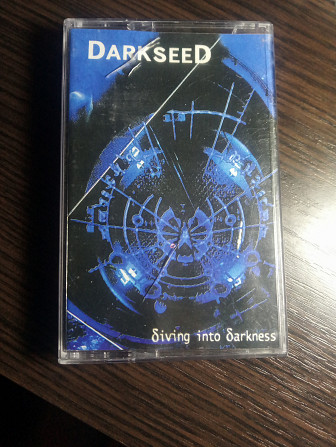 DARKSEED
diving into darkness